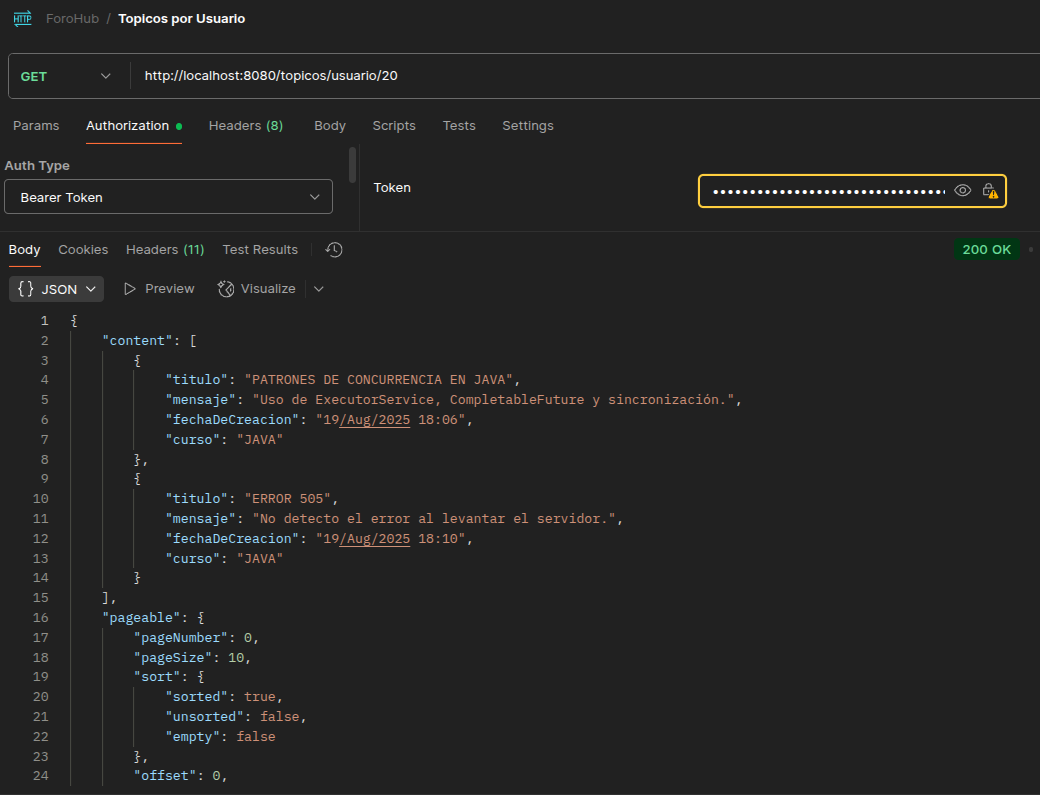 HTTP ForoHub / Topicos por Usuario
GET http://localhost:8080/topicos/usuario/20
Params Authorization Headers (8) Body Scripts Tests Settings
Auth Type
Bearer Token
Token
Body Cookies Headers (11) Test Results 200 OK
{} JSON Preview Visualize
1 {
2 "content": [
3 {
4 "titulo": "PATRONES DE CONCURRENCIA EN JAVA",
5 "mensaje": "Uso de ExecutorService, CompletableFuture y sincronización.",
6 "fechaDeCreacion": "19/Aug/2025 18:06",
7 "curso": "JAVA"
8 },
9 {
10 "titulo": "ERROR 505",
11 "mensaje": "No detecto el error al levantar el servidor.",
12 "fechaDeCreacion": "19/Aug/2025 18:10",
13 "curso": "JAVA"
14 }
15 ],
16 "pageable": {
17 "pageNumber": 0,
18 "pageSize": 10,
19 "sort": {
20 "sorted": true,
21 "unsorted": false,
22 "empty": false
23 },
24 "offset": 0,